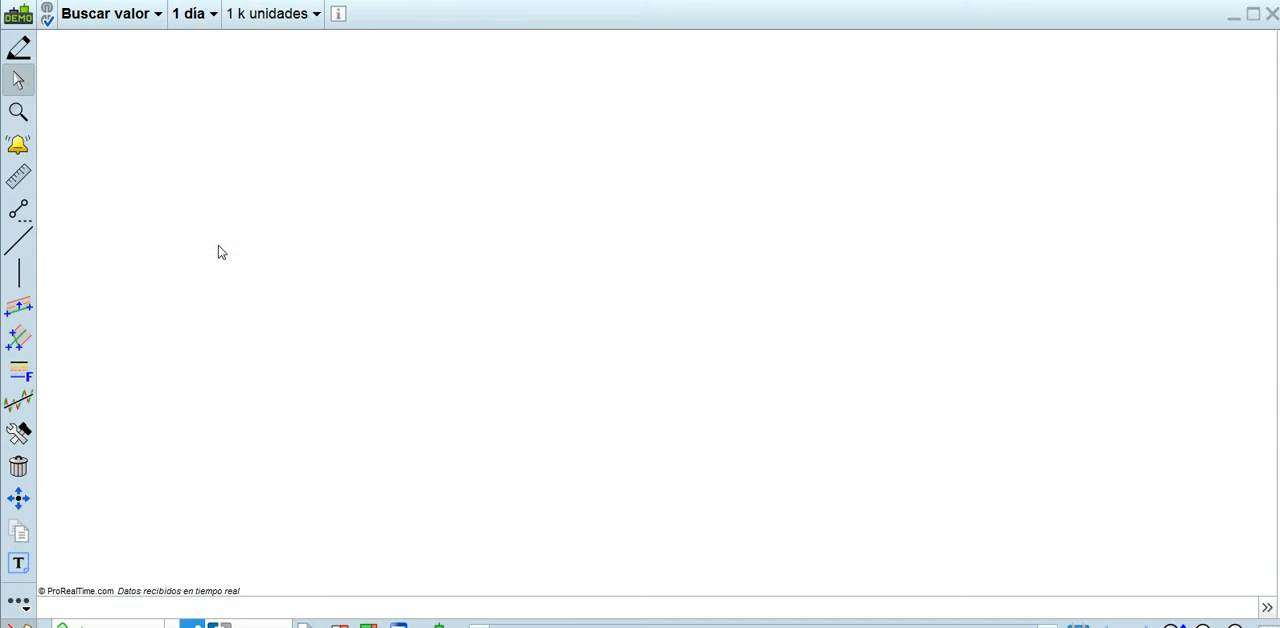 DEMO
Buscar valor
1 día
1 k unidades
i
F
T
© ProRealTime.com Datos recibidos en tiempo real